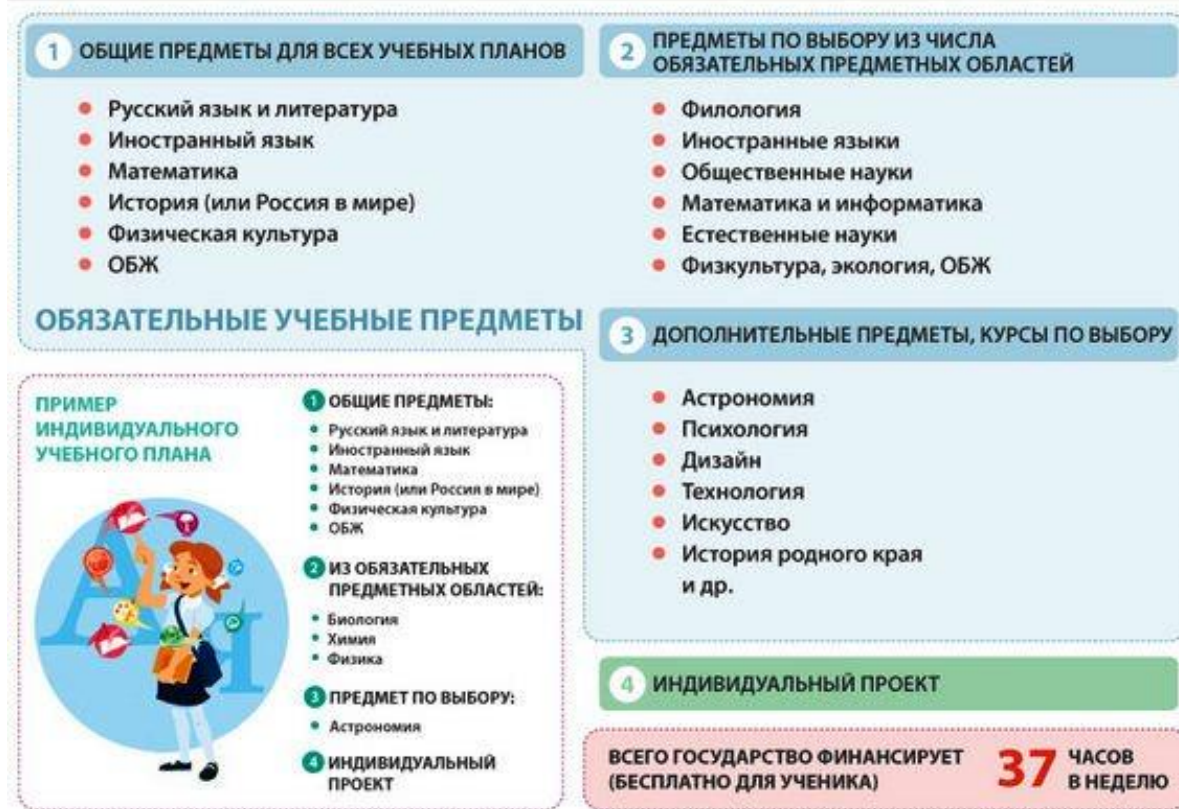 1 ОБЩИЕ ПРЕДМЕТЫ ДЛЯ ВСЕХ УЧЕБНЫХ ПЛАНОВ
Русский язык и литература
Иностранный язык
Математика
История (или Россия в мире)
Физическая культура
ОБЖ
ОБЯЗАТЕЛЬНЫЕ УЧЕБНЫЕ ПРЕДМЕТЫ
2 ПРЕДМЕТЫ ПО ВЫБОРУ ИЗ ЧИСЛА
ОБЯЗАТЕЛЬНЫХ ПРЕДМЕТНЫХ ОБЛАСТЕЙ
Филология
Иностранные языки
Общественные науки
Математика и информатика
Естественные науки
Физкультура, экология, ОБЖ
3 ДОПОЛНИТЕЛЬНЫЕ ПРЕДМЕТЫ, КУРСЫ ПО ВЫБОРУ
Астрономия
Психология
Дизайн
Технология
Искусство
История родного края
и др.
4 ИНДИВИДУАЛЬНЫЙ ПРОЕКТ
ВСЕГО ГОСУДАРСТВО ФИНАНСИРУЕТ
(БЕСПЛАТНО ДЛЯ УЧЕНИКА)
37 ЧАСОВ
В НЕДЕЛЮ
ПРИМЕР
ИНДИВИДУАЛЬНОГО
УЧЕБНОГО ПЛАНА
А
Я
1 ОБЩИЕ ПРЕДМЕТЫ:
Русский язык и литература
Иностранный язык
Математика
История (или Россия в мире)
Физическая культура
ОБЖ
2 ИЗ ОБЯЗАТЕЛЬНЫХ
ПРЕДМЕТНЫХ ОБЛАСТЕЙ:
Биология
Химия
Физика
3 ПРЕДМЕТ ПО ВЫБОРУ:
Астрономия
4 ИНДИВИДУАЛЬНЫЙ
ПРОЕКТ